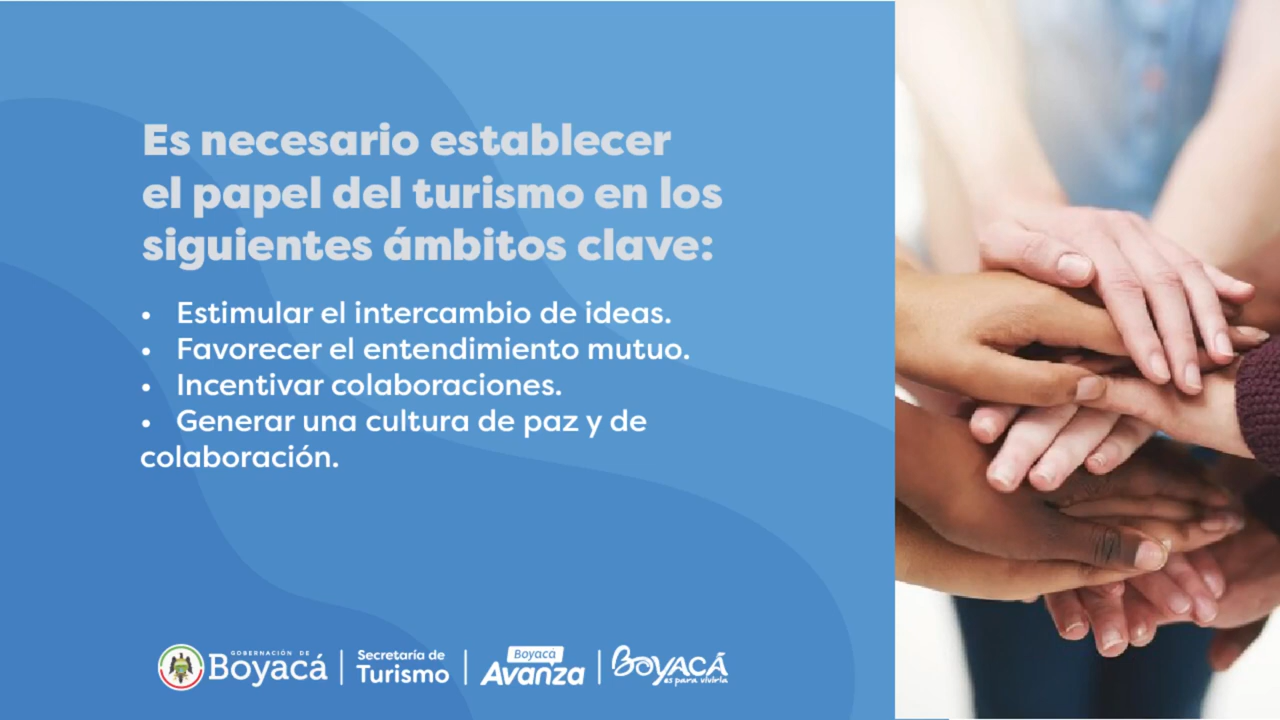 Es necesario establecer
el papel del turismo en los
siguientes ámbitos clave:
• Estimular el intercambio de ideas.
• Favorecer el entendimiento mutuo.
• Incentivar colaboraciones.
• Generar una cultura de paz y de
colaboración.
GOBERNACIÓN DE
Boyacá
Secretaría de
Turismo
Boyacá
Avanza
BOYACÁ
es para vivirla